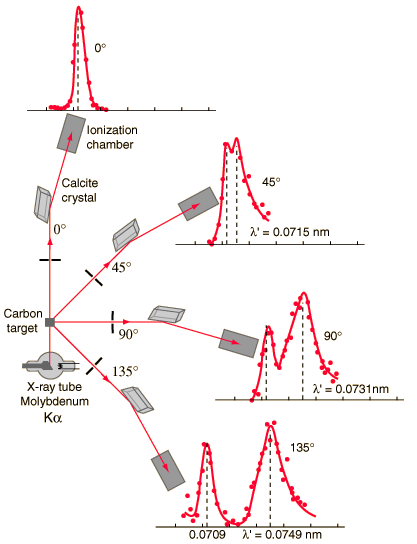 0°
Ionization
chamber
Calcite
crystal
0°
45°
λ' = 0.0715 nm
45°
Carbon
target
90°
90°
λ' = 0.0731nm
X-ray tube
Molybdenum
Kα
135°
135°
0.0709 λ' = 0.0749 nm